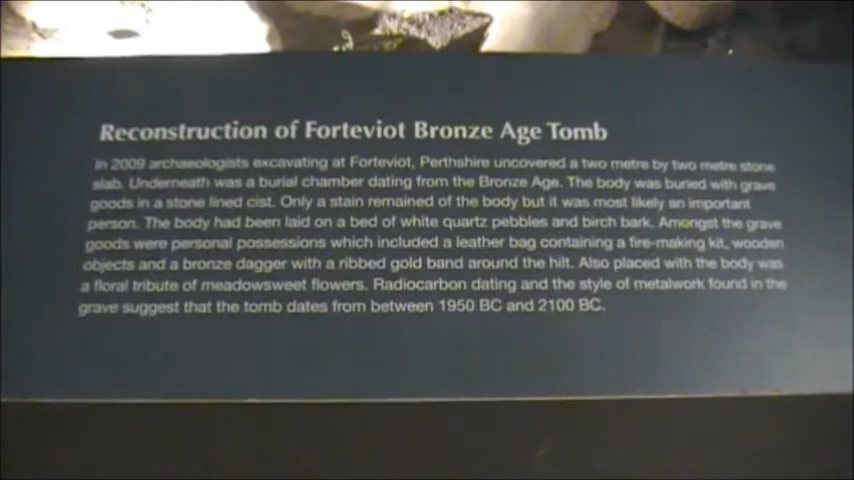 Reconstruction of Forteviot Bronze Age Tomb
In 2009 archaeologists excavating at Forteviot, Perthshire uncovered a two metre by two metre stone
slab. Underneath was a burial chamber dating from the Bronze Age. The body was buried with grave
goods in a stone lined cist. Only a stain remained of the body but it was most likely an important
person. The body had been laid on a bed of white quartz pebbles and birch bark. Amongst the grave
goods were personal possessions which included a leather bag containing a fire-making kit, wooden
objects and a bronze dagger with a ribbed gold band around the hilt. Also placed with the body was
a floral tribute of meadowsweet flowers. Radiocarbon dating and the style of metalwork found in the
grave suggest that the tomb dates from between 1950 BC and 2100 BC.